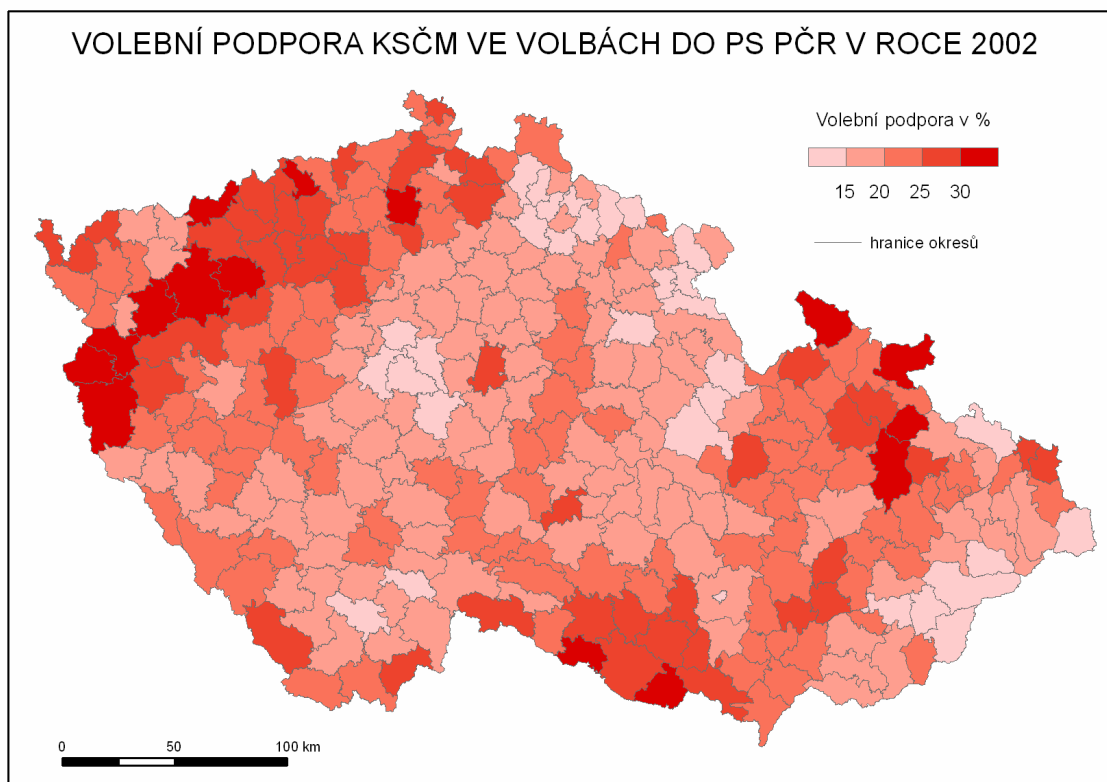 VOLEBNÍ PODPORA KSČM VE VOLBÁCH DO PS PČR V ROCE 2002
Volební podpora v %
15 20 25 30
hranice okresů
0 50 100 km